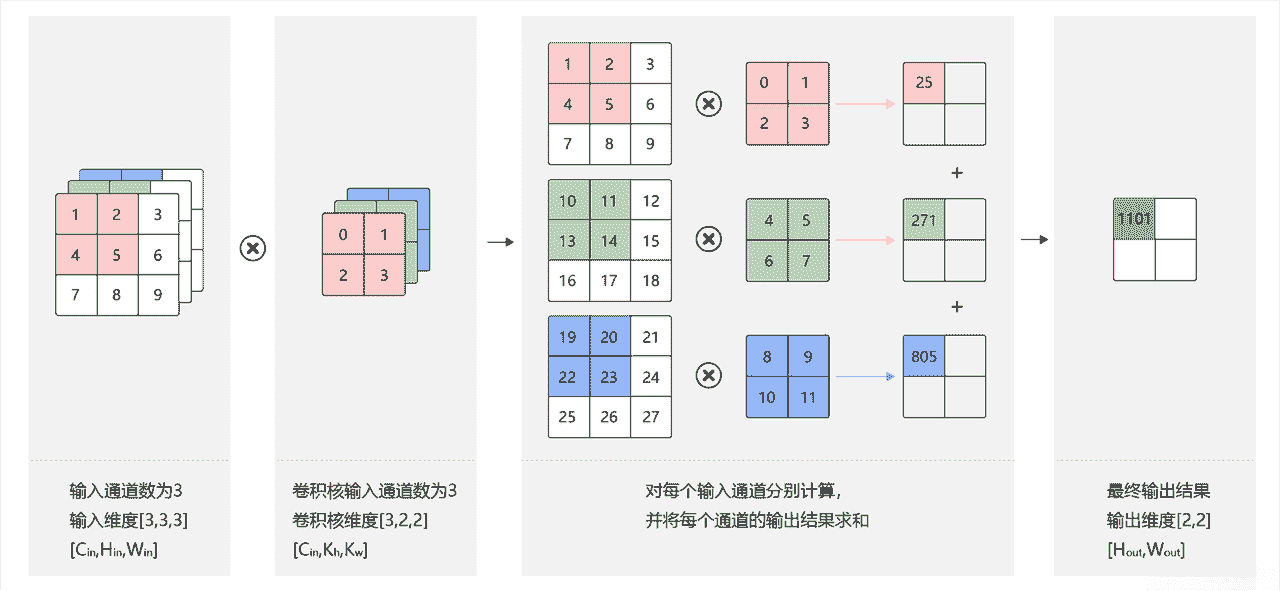 1 2 3
4 5 6
7 8 9
0 1
2 3
1 2 3
4 5 6
7 8 9
0 1
2 3
25
+
10 11 12
13 14 15
16 17 18
4 5
6 7
271
+
19 20 21
22 23 24
25 26 27
8 9
10 11
805
1101
输入通道数为3
输入维度[3,3,3]
[Cin,Hin,Win]
卷积核输入通道数为3
卷积核维度[3,2,2]
[Cin,Kh,Kw]
对每个输入通道分别计算,
并将每个通道的输出结果求和
最终输出结果
输出维度[2,2]
[Hout,Wout]